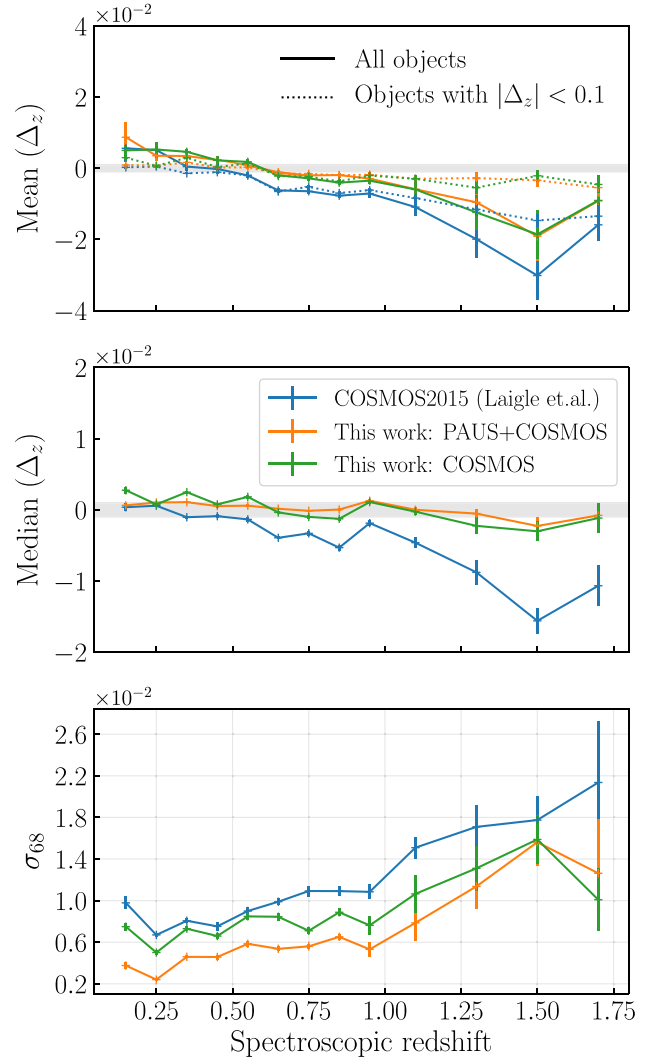 ×10⁻²
4
2
0
−2
−4
Mean (Δz)
All objects
Objects with |Δz| < 0.1
×10⁻²
2
1
0
−1
−2
Median (Δz)
COSMOS2015 (Laigle et.al.)
This work: PAUS+COSMOS
This work: COSMOS
×10⁻²
2.6
2.2
1.8
1.4
1.0
0.6
0.2
σ68
0.25 0.50 0.75 1.00 1.25 1.50 1.75
Spectroscopic redshift